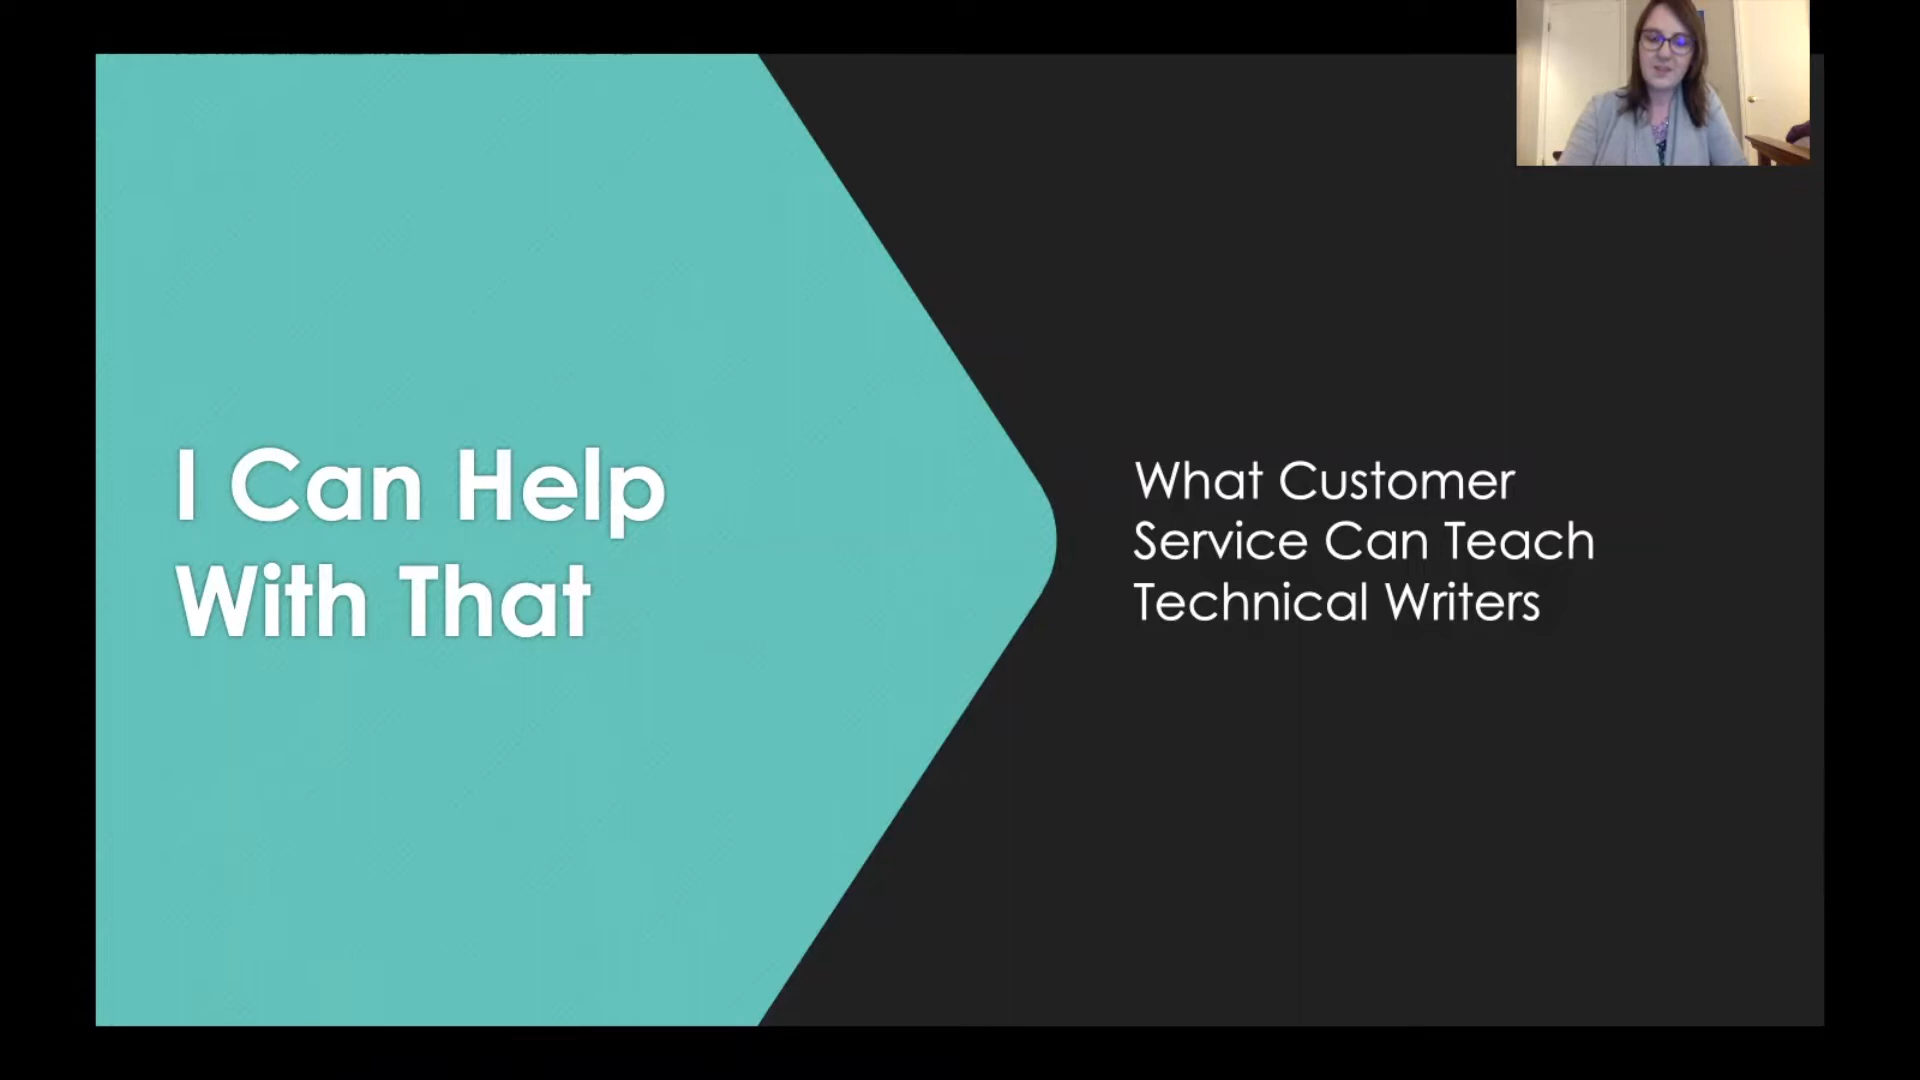 I Can Help
With That
What Customer
Service Can Teach
Technical Writers